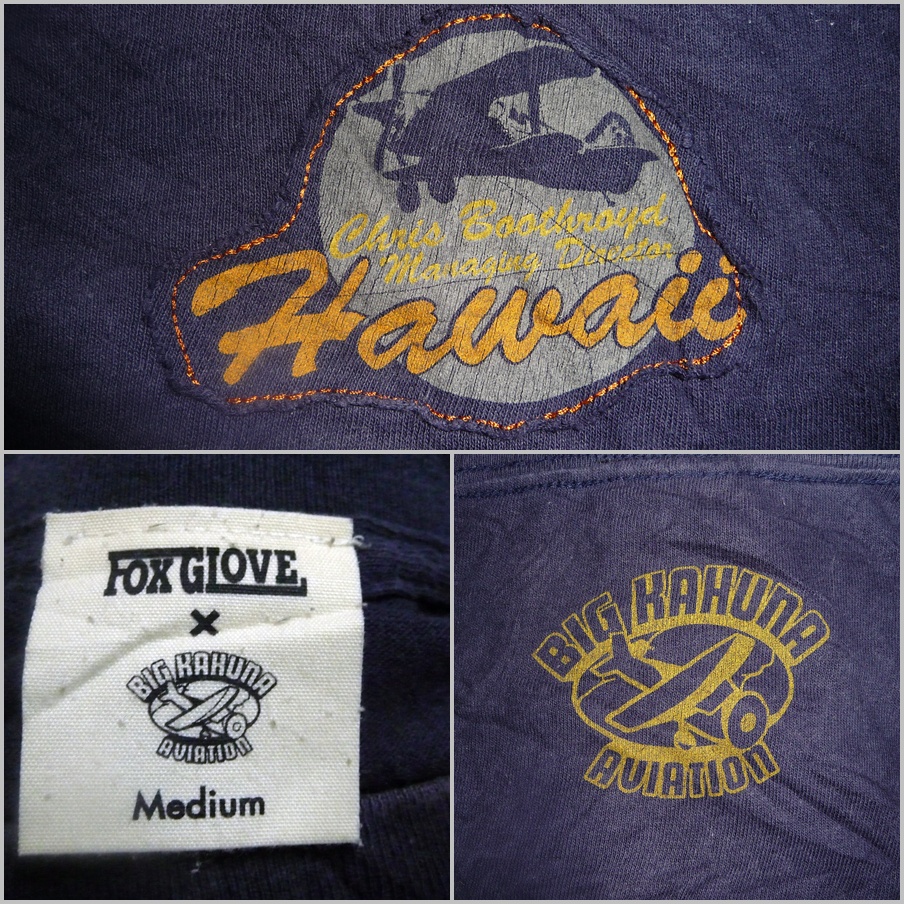 Chris Boothroyd
Managing Director
Hawaii
FOXGLOVE
×
BIG KAHUNA
AVIATION
Medium
BIG KAHUNA
AVIATION